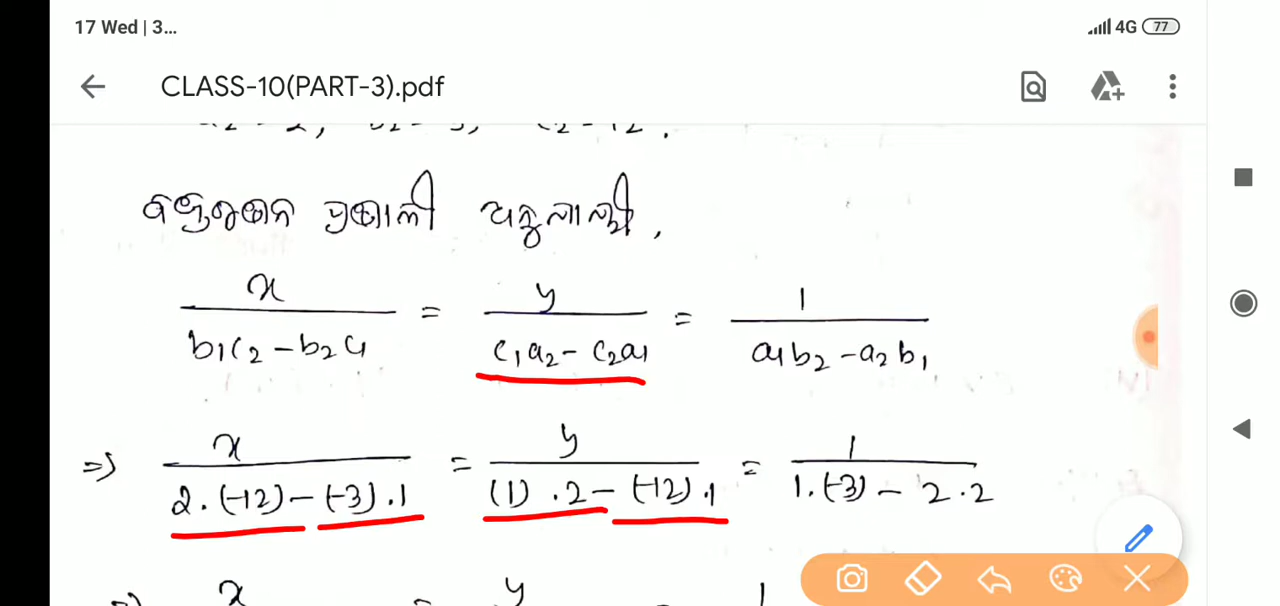 17 Wed | 3... 4G 77
CLASS-10(PART-3).pdf
ବଜ୍ରଗୁଣନ ପ୍ରଣାଳୀ ଅନୁଯାୟୀ,
x / (b₁c₂ - b₂c₁) = y / (c₁a₂ - c₂a₁) = 1 / (a₁b₂ - a₂b₁)
=> x / (2.(-12) - (-3).1) = y / ((1).2 - (-12).1) = 1 / (1.(-3) - 2.2)
=> x = y = 1